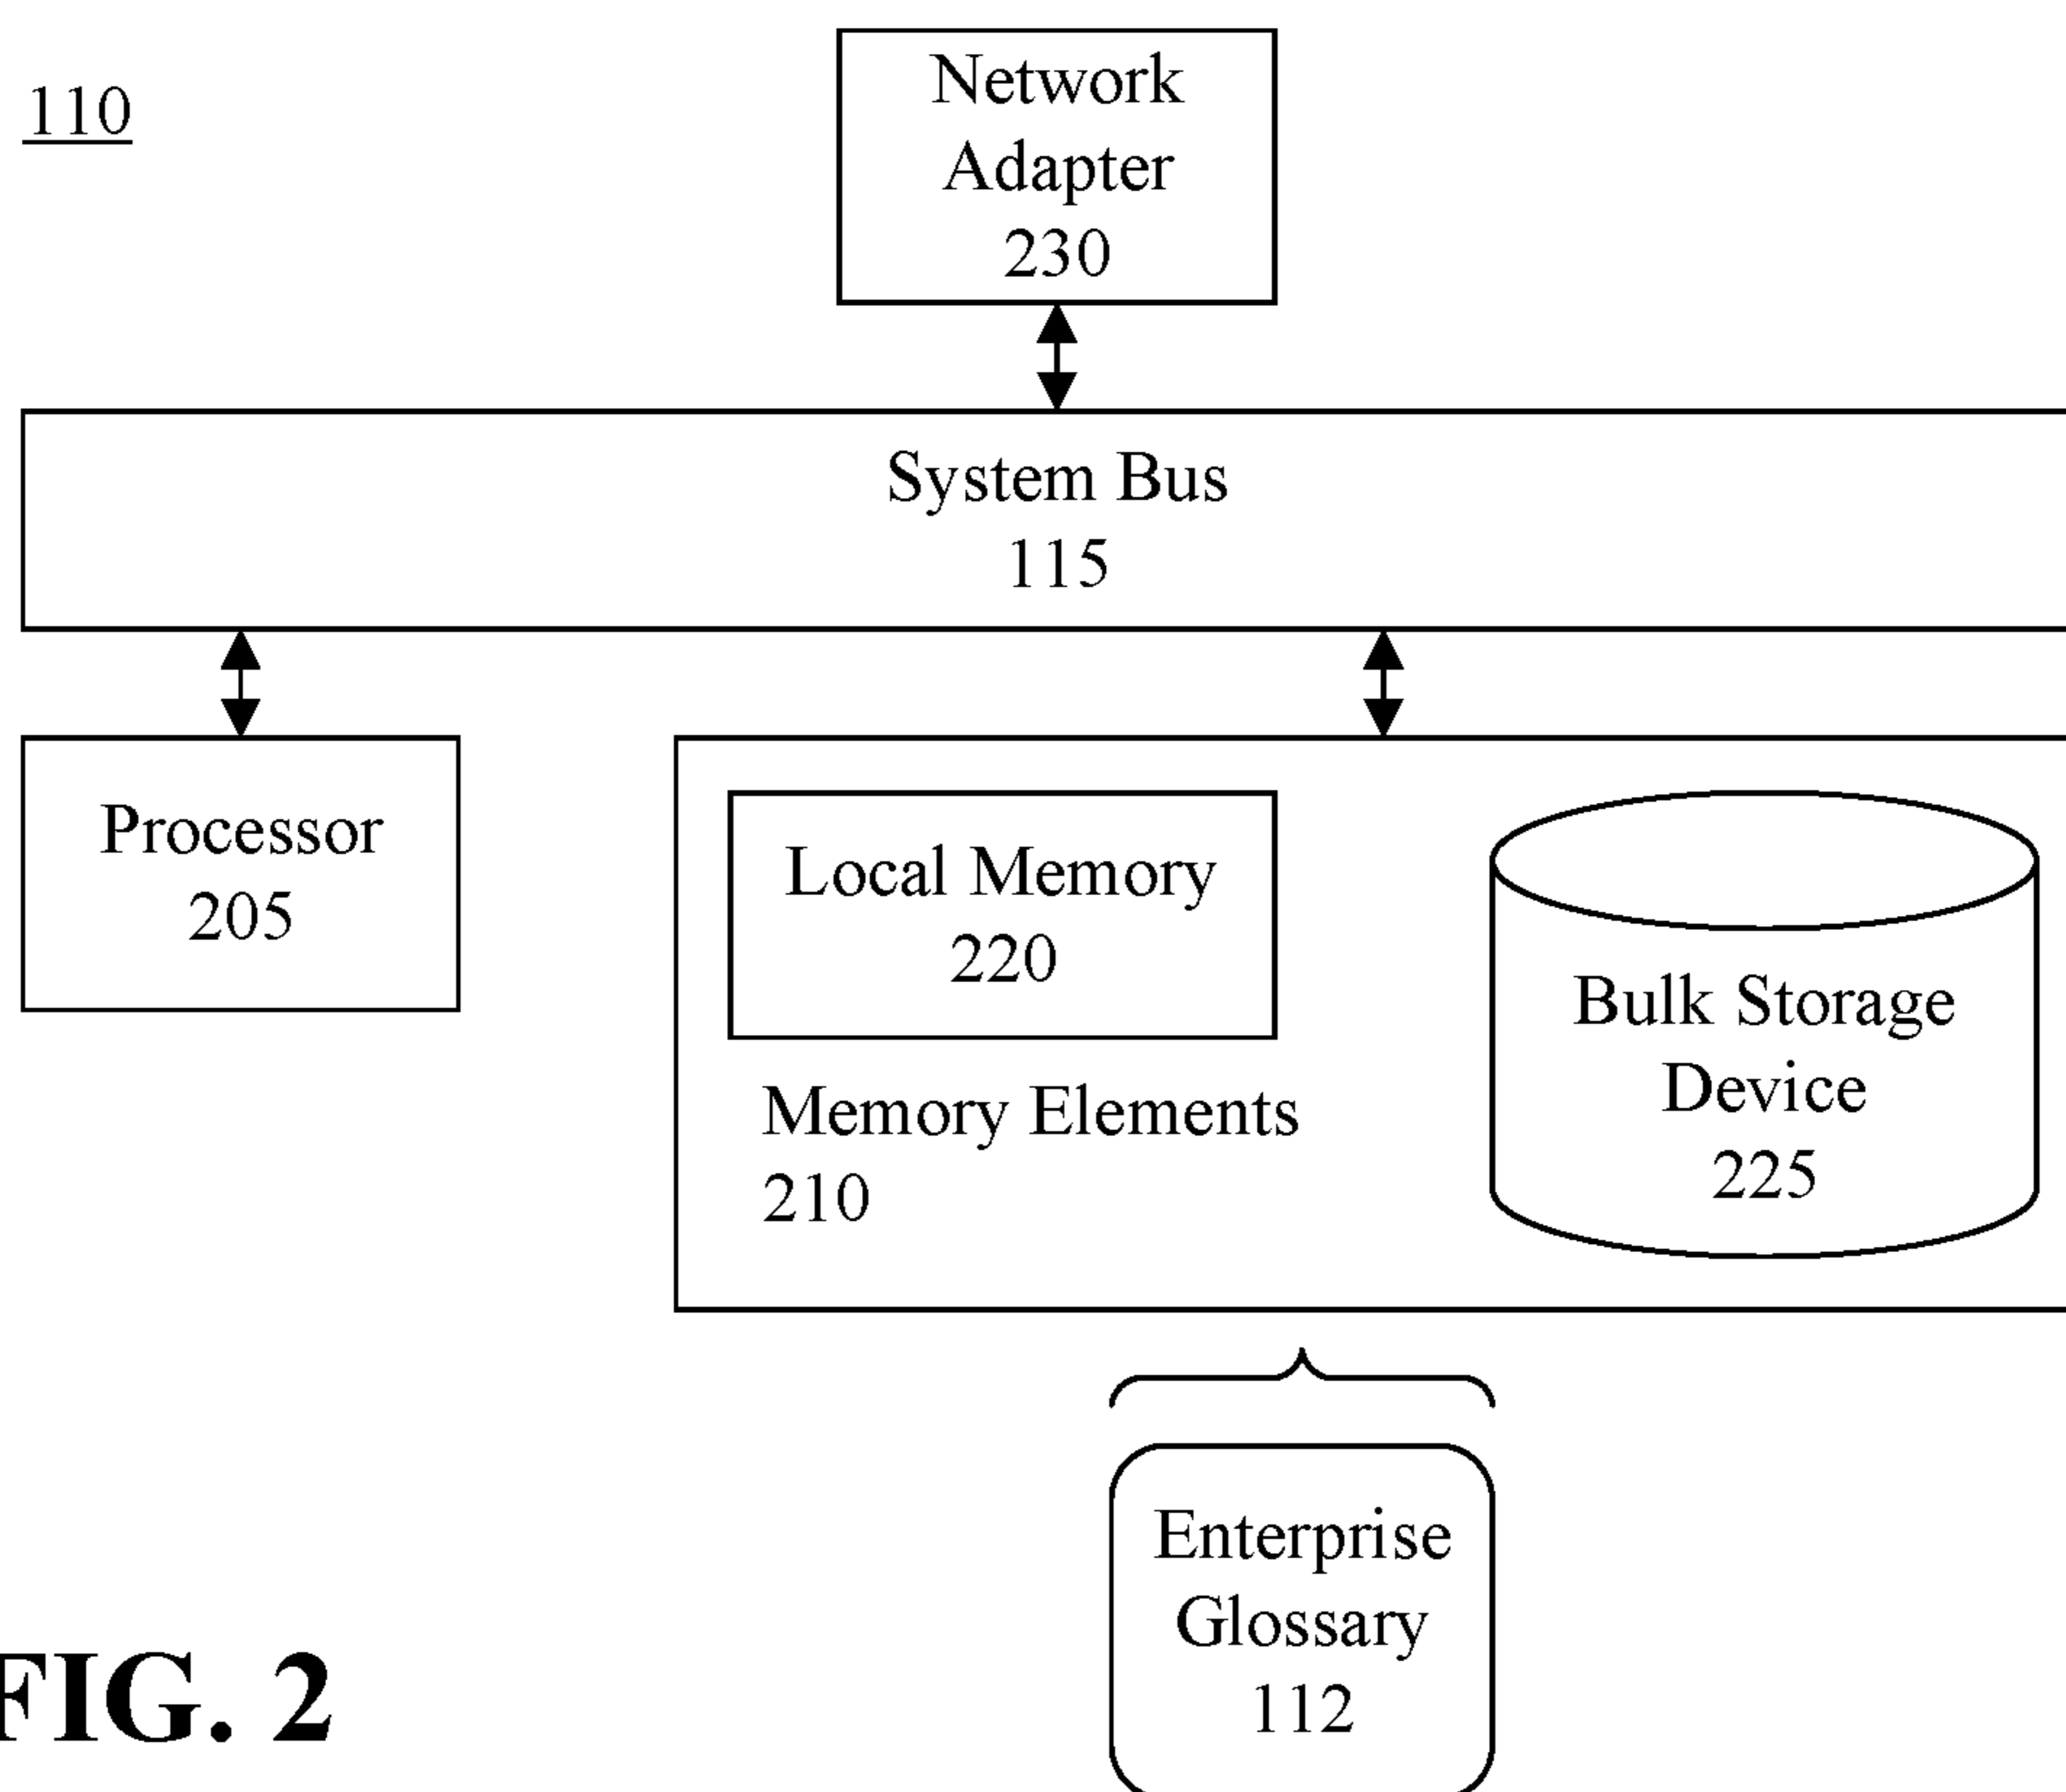 110
Network
Adapter
230
System Bus
115
Processor
205
Local Memory
220
Memory Elements
210
Bulk Storage
Device
225
Enterprise
Glossary
112
FIG. 2